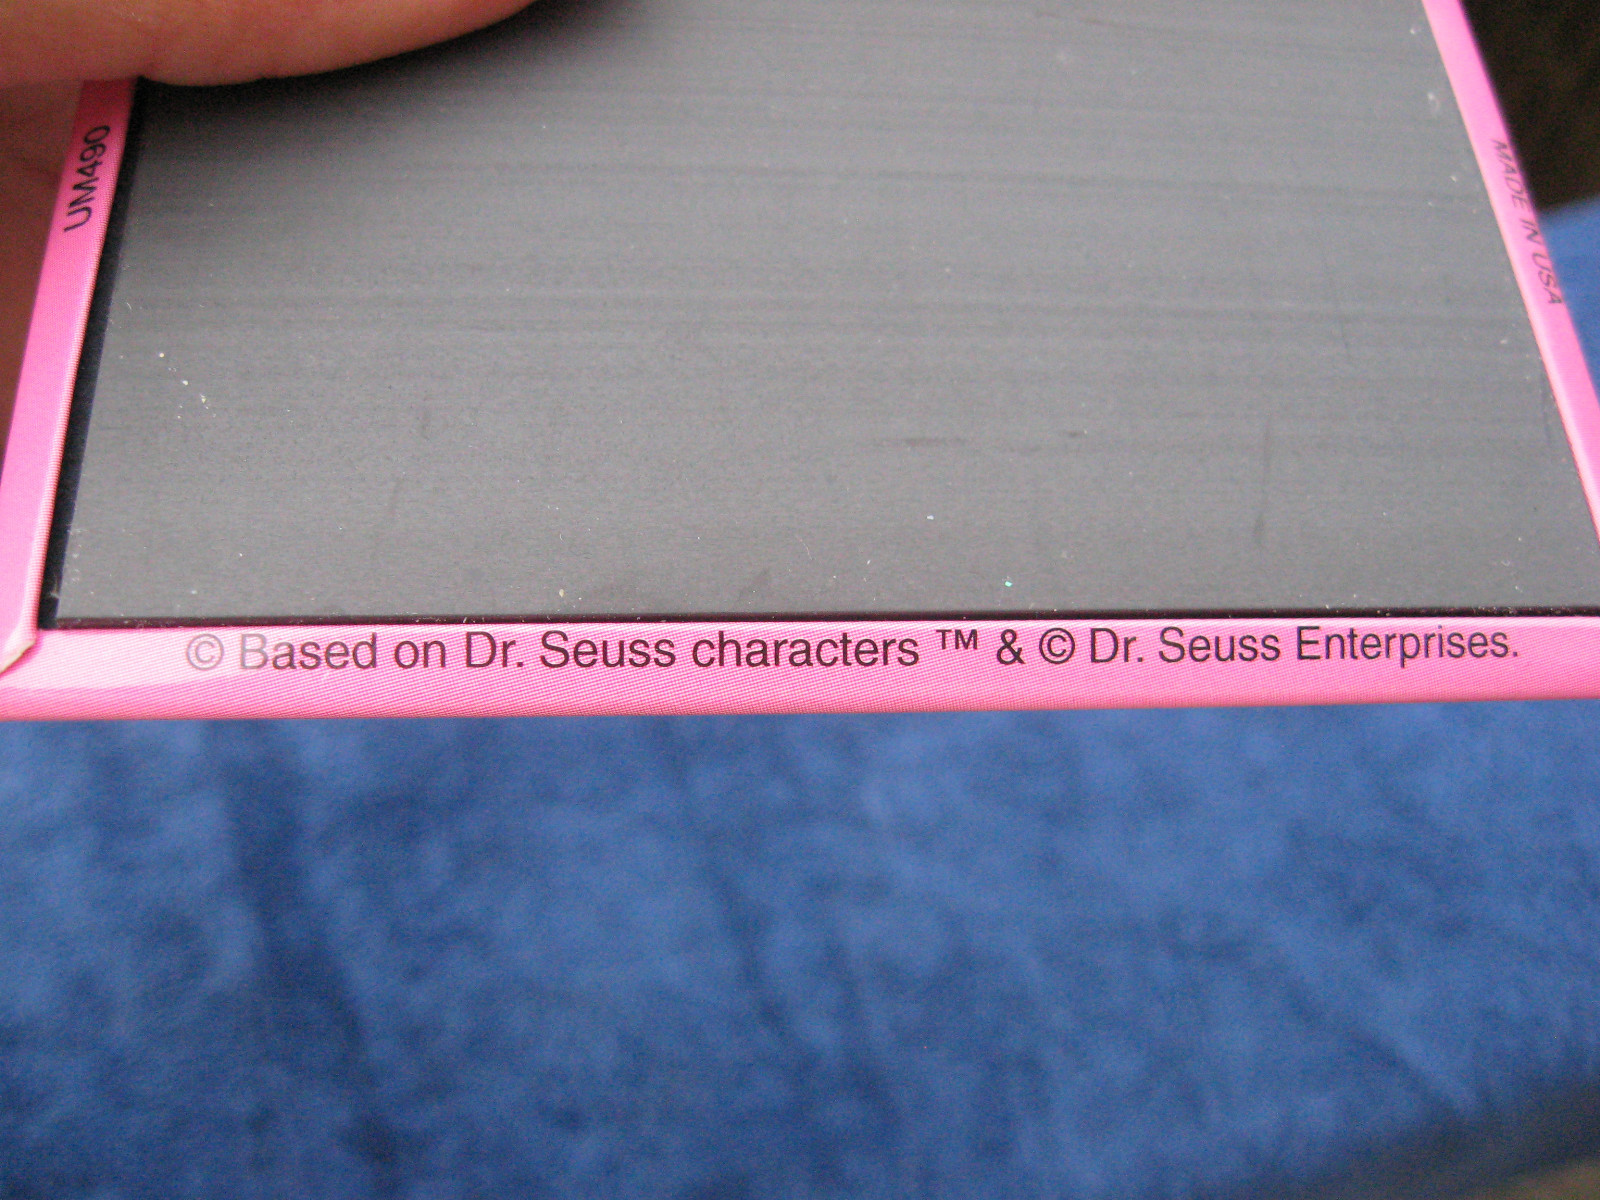 UM490
MADE IN USA
© Based on Dr. Seuss characters ™ & © Dr. Seuss Enterprises.